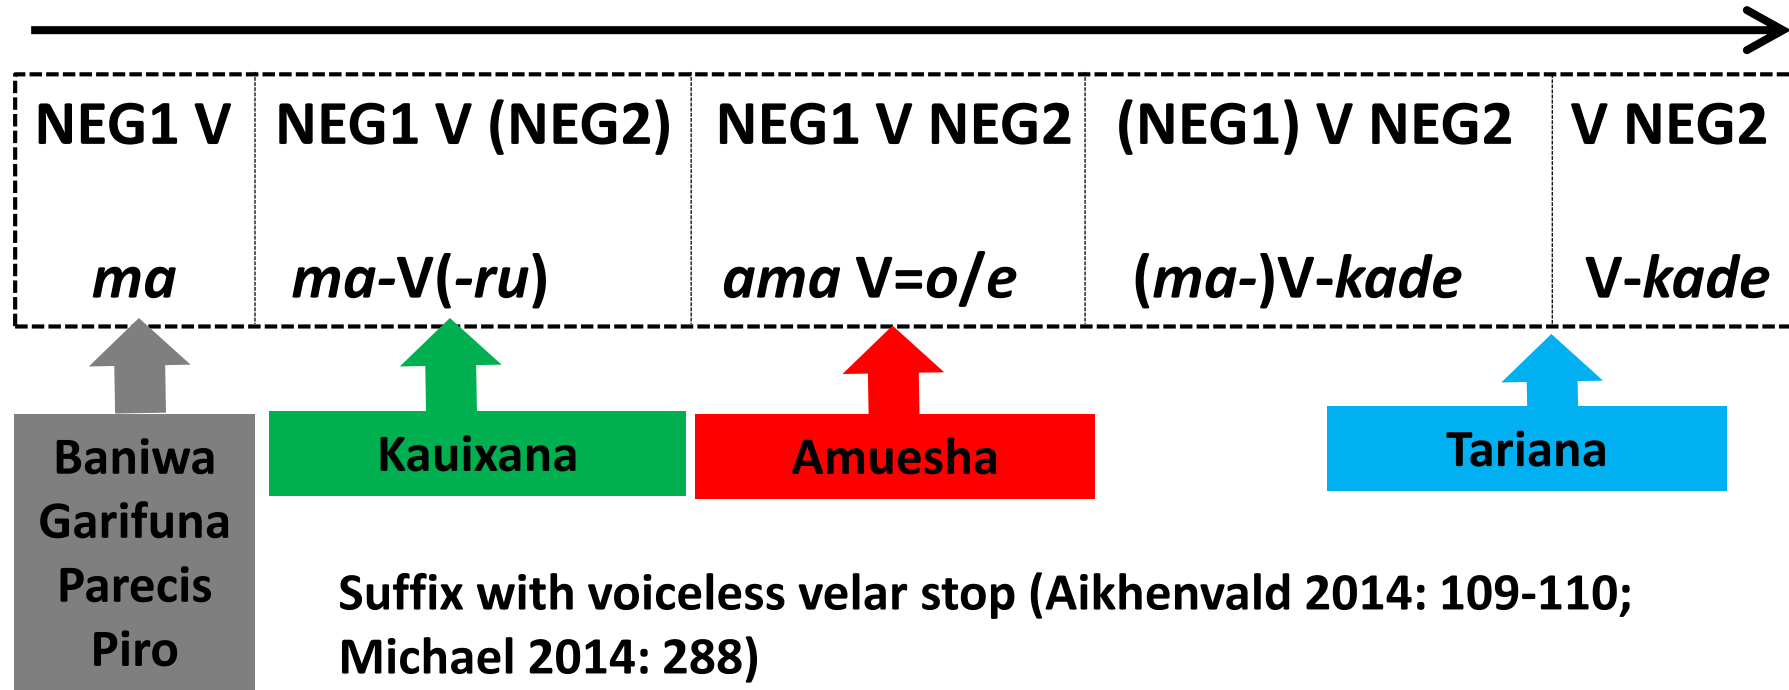 NEG1 V
NEG1 V (NEG2)
NEG1 V NEG2
(NEG1) V NEG2
V NEG2
ma
ma-V(-ru)
ama V=o/e
(ma-)V-kade
V-kade
Baniwa
Garifuna
Parecis
Piro
Kauixana
Amuesha
Tariana
Suffix with voiceless velar stop (Aikhenvald 2014: 109-110;
Michael 2014: 288)